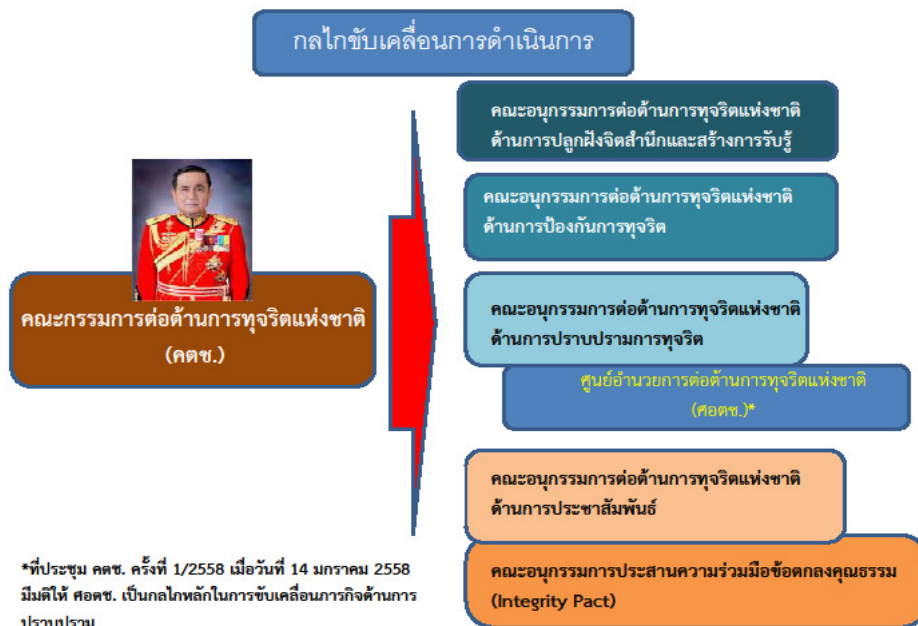 กลไกขับเคลื่อนการดำเนินการ
คณะกรรมการต่อต้านการทุจริตแห่งชาติ
(คตช.)
คณะอนุกรรมการต่อต้านการทุจริตแห่งชาติ
ด้านการปลูกฝังจิตสำนึกและสร้างการรับรู้
คณะอนุกรรมการต่อต้านการทุจริตแห่งชาติ
ด้านการป้องกันการทุจริต
คณะอนุกรรมการต่อต้านการทุจริตแห่งชาติ
ด้านการปราบปรามการทุจริต
ศูนย์อำนวยการต่อต้านการทุจริตแห่งชาติ
(ศอตช.)*
คณะอนุกรรมการต่อต้านการทุจริตแห่งชาติ
ด้านการประชาสัมพันธ์
คณะอนุกรรมการประสานความร่วมมือข้อตกลงคุณธรรม
(Integrity Pact)
*ที่ประชุม คตช. ครั้งที่ 1/2558 เมื่อวันที่ 14 มกราคม 2558
มีมติให้ ศอตช. เป็นกลไกหลักในการขับเคลื่อนภารกิจด้านการ
ปราบปราม